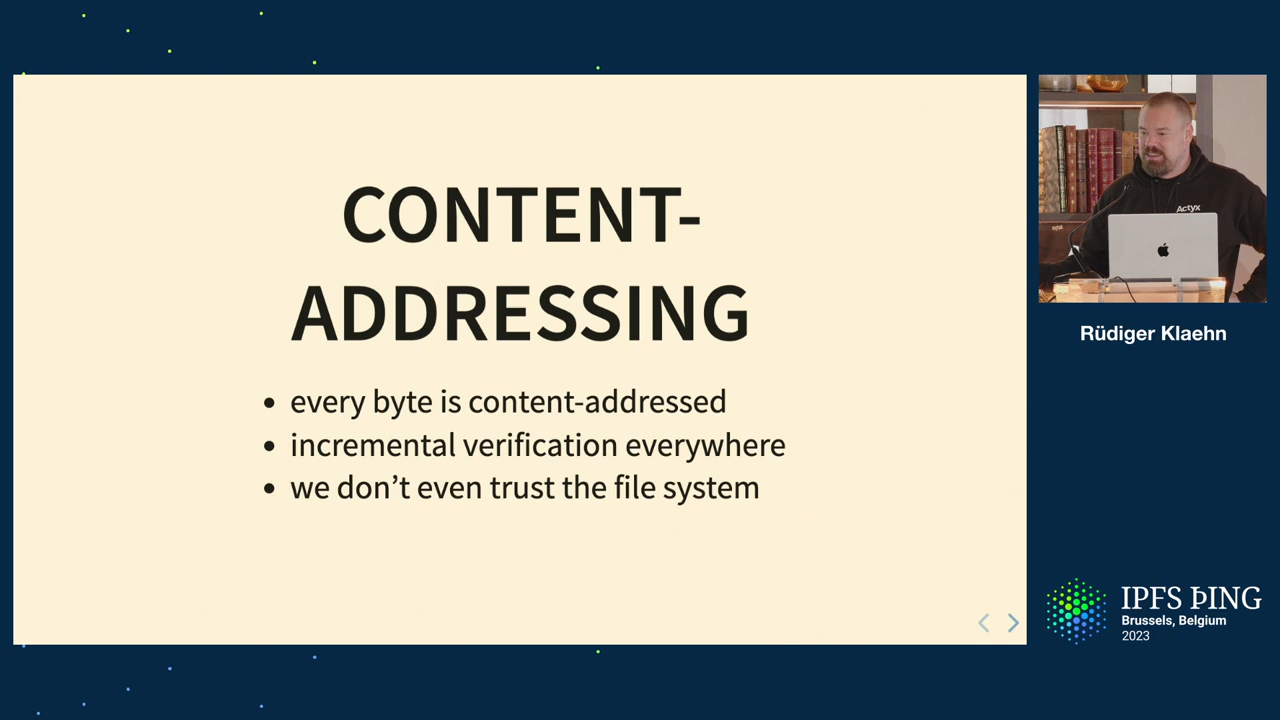 CONTENT-
ADDRESSING
• every byte is content-addressed
• incremental verification everywhere
• we don’t even trust the file system
Actyx
Rüdiger Klaehn
IPFS ÞING
Brussels, Belgium
2023